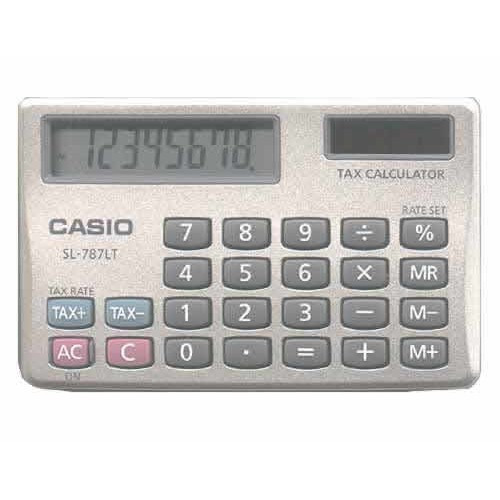 12345678.
TAX CALCULATOR
RATE SET
CASIO
SL-787LT
7 8 9 ÷ %
4 5 6 × MR
TAX RATE
TAX+ TAX− 1 2 3 − M−
AC C 0 · = + M+
ON